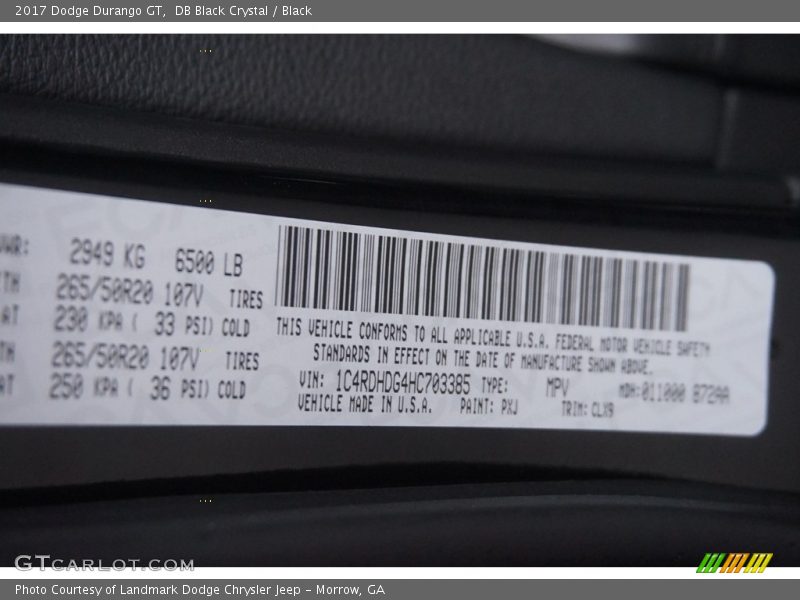 2017 Dodge Durango GT, DB Black Crystal / Black
VWR: 2949 KG 6500 LB
TH 265/50R20 107V TIRES
AT 230 KPA ( 33 PSI) COLD
TH 265/50R20 107V TIRES
AT 250 KPA ( 36 PSI) COLD
THIS VEHICLE CONFORMS TO ALL APPLICABLE U.S.A. FEDERAL MOTOR VEHICLE SAFETY
STANDARDS IN EFFECT ON THE DATE OF MANUFACTURE SHOWN ABOVE.
VIN: 1C4RDHDG4HC703385 TYPE: MPV MDH:011000 872AA
VEHICLE MADE IN U.S.A. PAINT: PXJ TRIM: CLX9
GTCARLOT.COM
Photo Courtesy of Landmark Dodge Chrysler Jeep – Morrow, GA